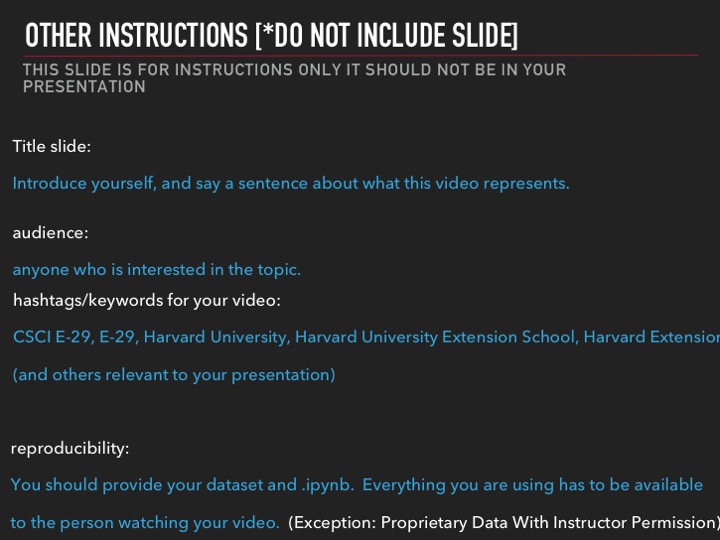 OTHER INSTRUCTIONS [*DO NOT INCLUDE SLIDE]
THIS SLIDE IS FOR INSTRUCTIONS ONLY IT SHOULD NOT BE IN YOUR
PRESENTATION
Title slide:
Introduce yourself, and say a sentence about what this video represents.
audience:
anyone who is interested in the topic.
hashtags/keywords for your video:
CSCI E-29, E-29, Harvard University, Harvard University Extension School, Harvard Extension
(and others relevant to your presentation)
reproducibility:
You should provide your dataset and .ipynb. Everything you are using has to be available
to the person watching your video. (Exception: Proprietary Data With Instructor Permission)